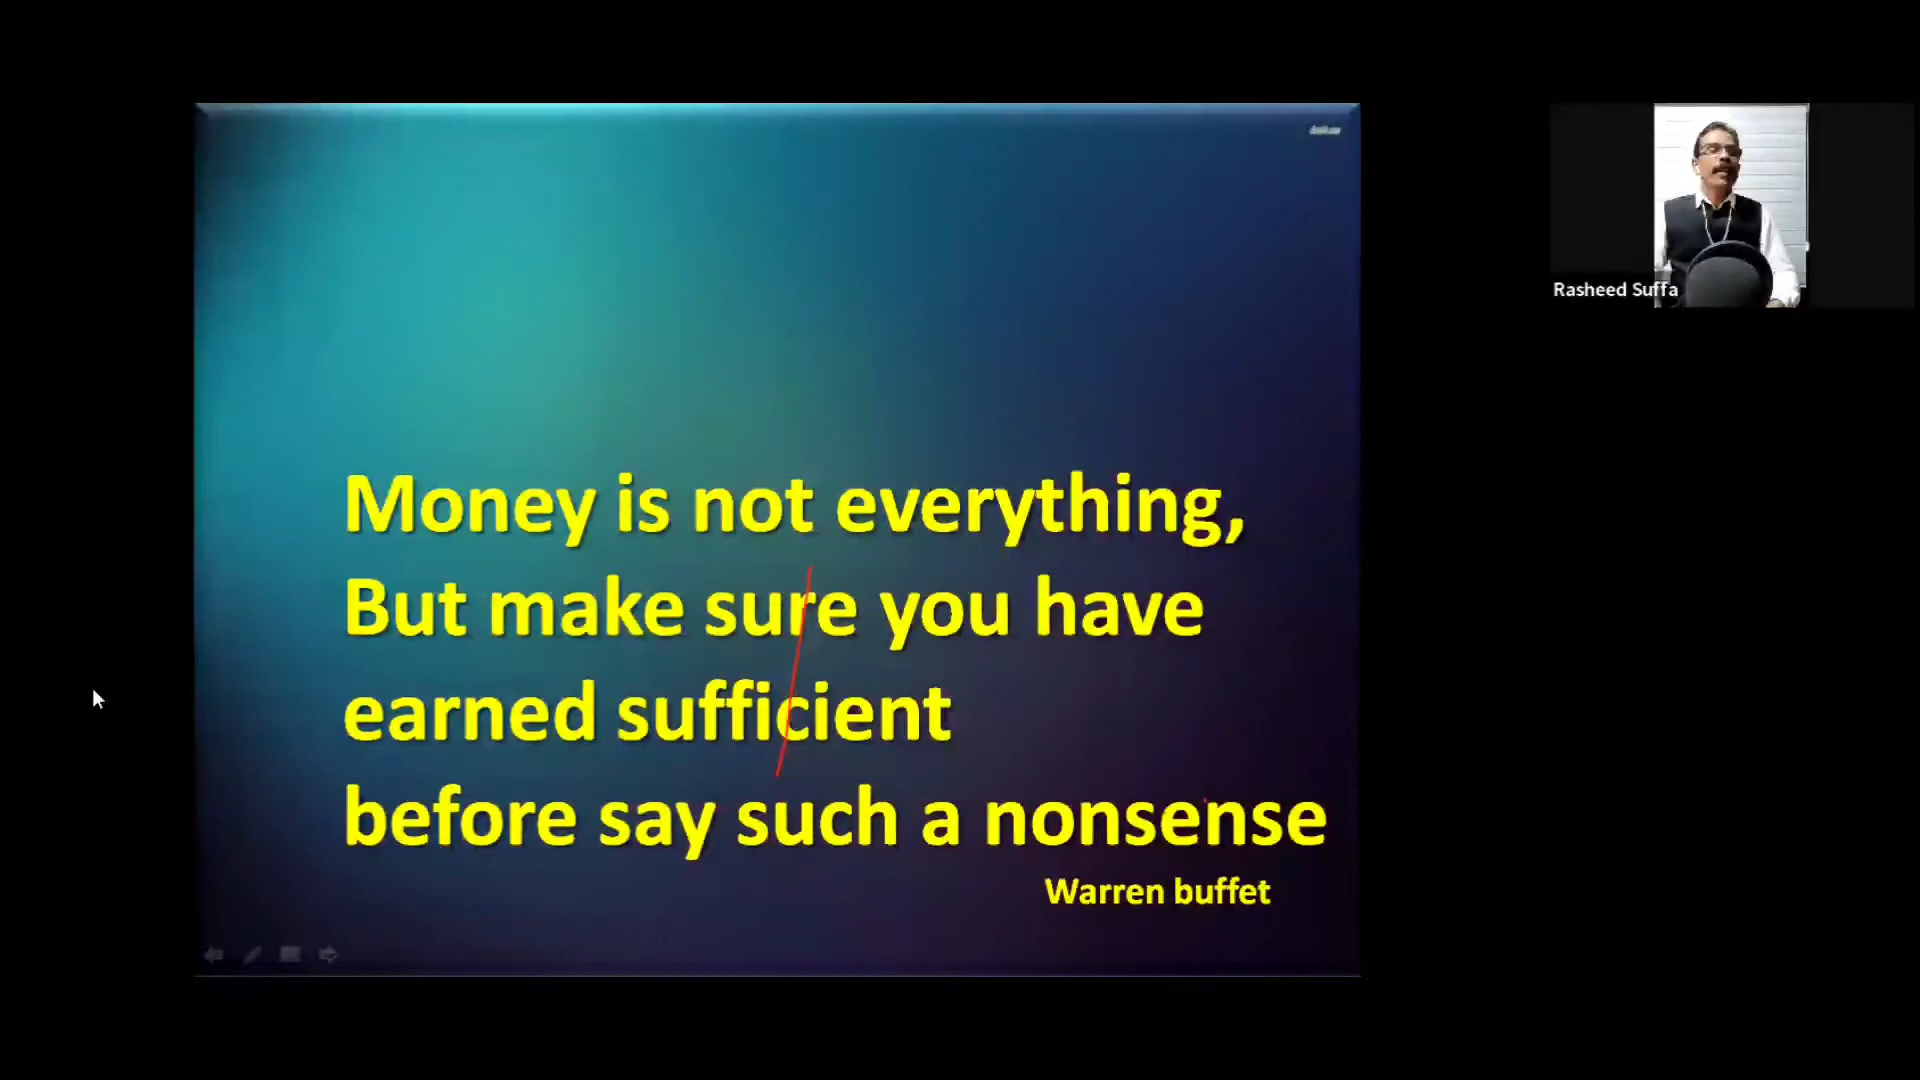 Money is not everything,
But make sure you have
earned sufficient
before say such a nonsense
Warren buffet
Rasheed Suffa